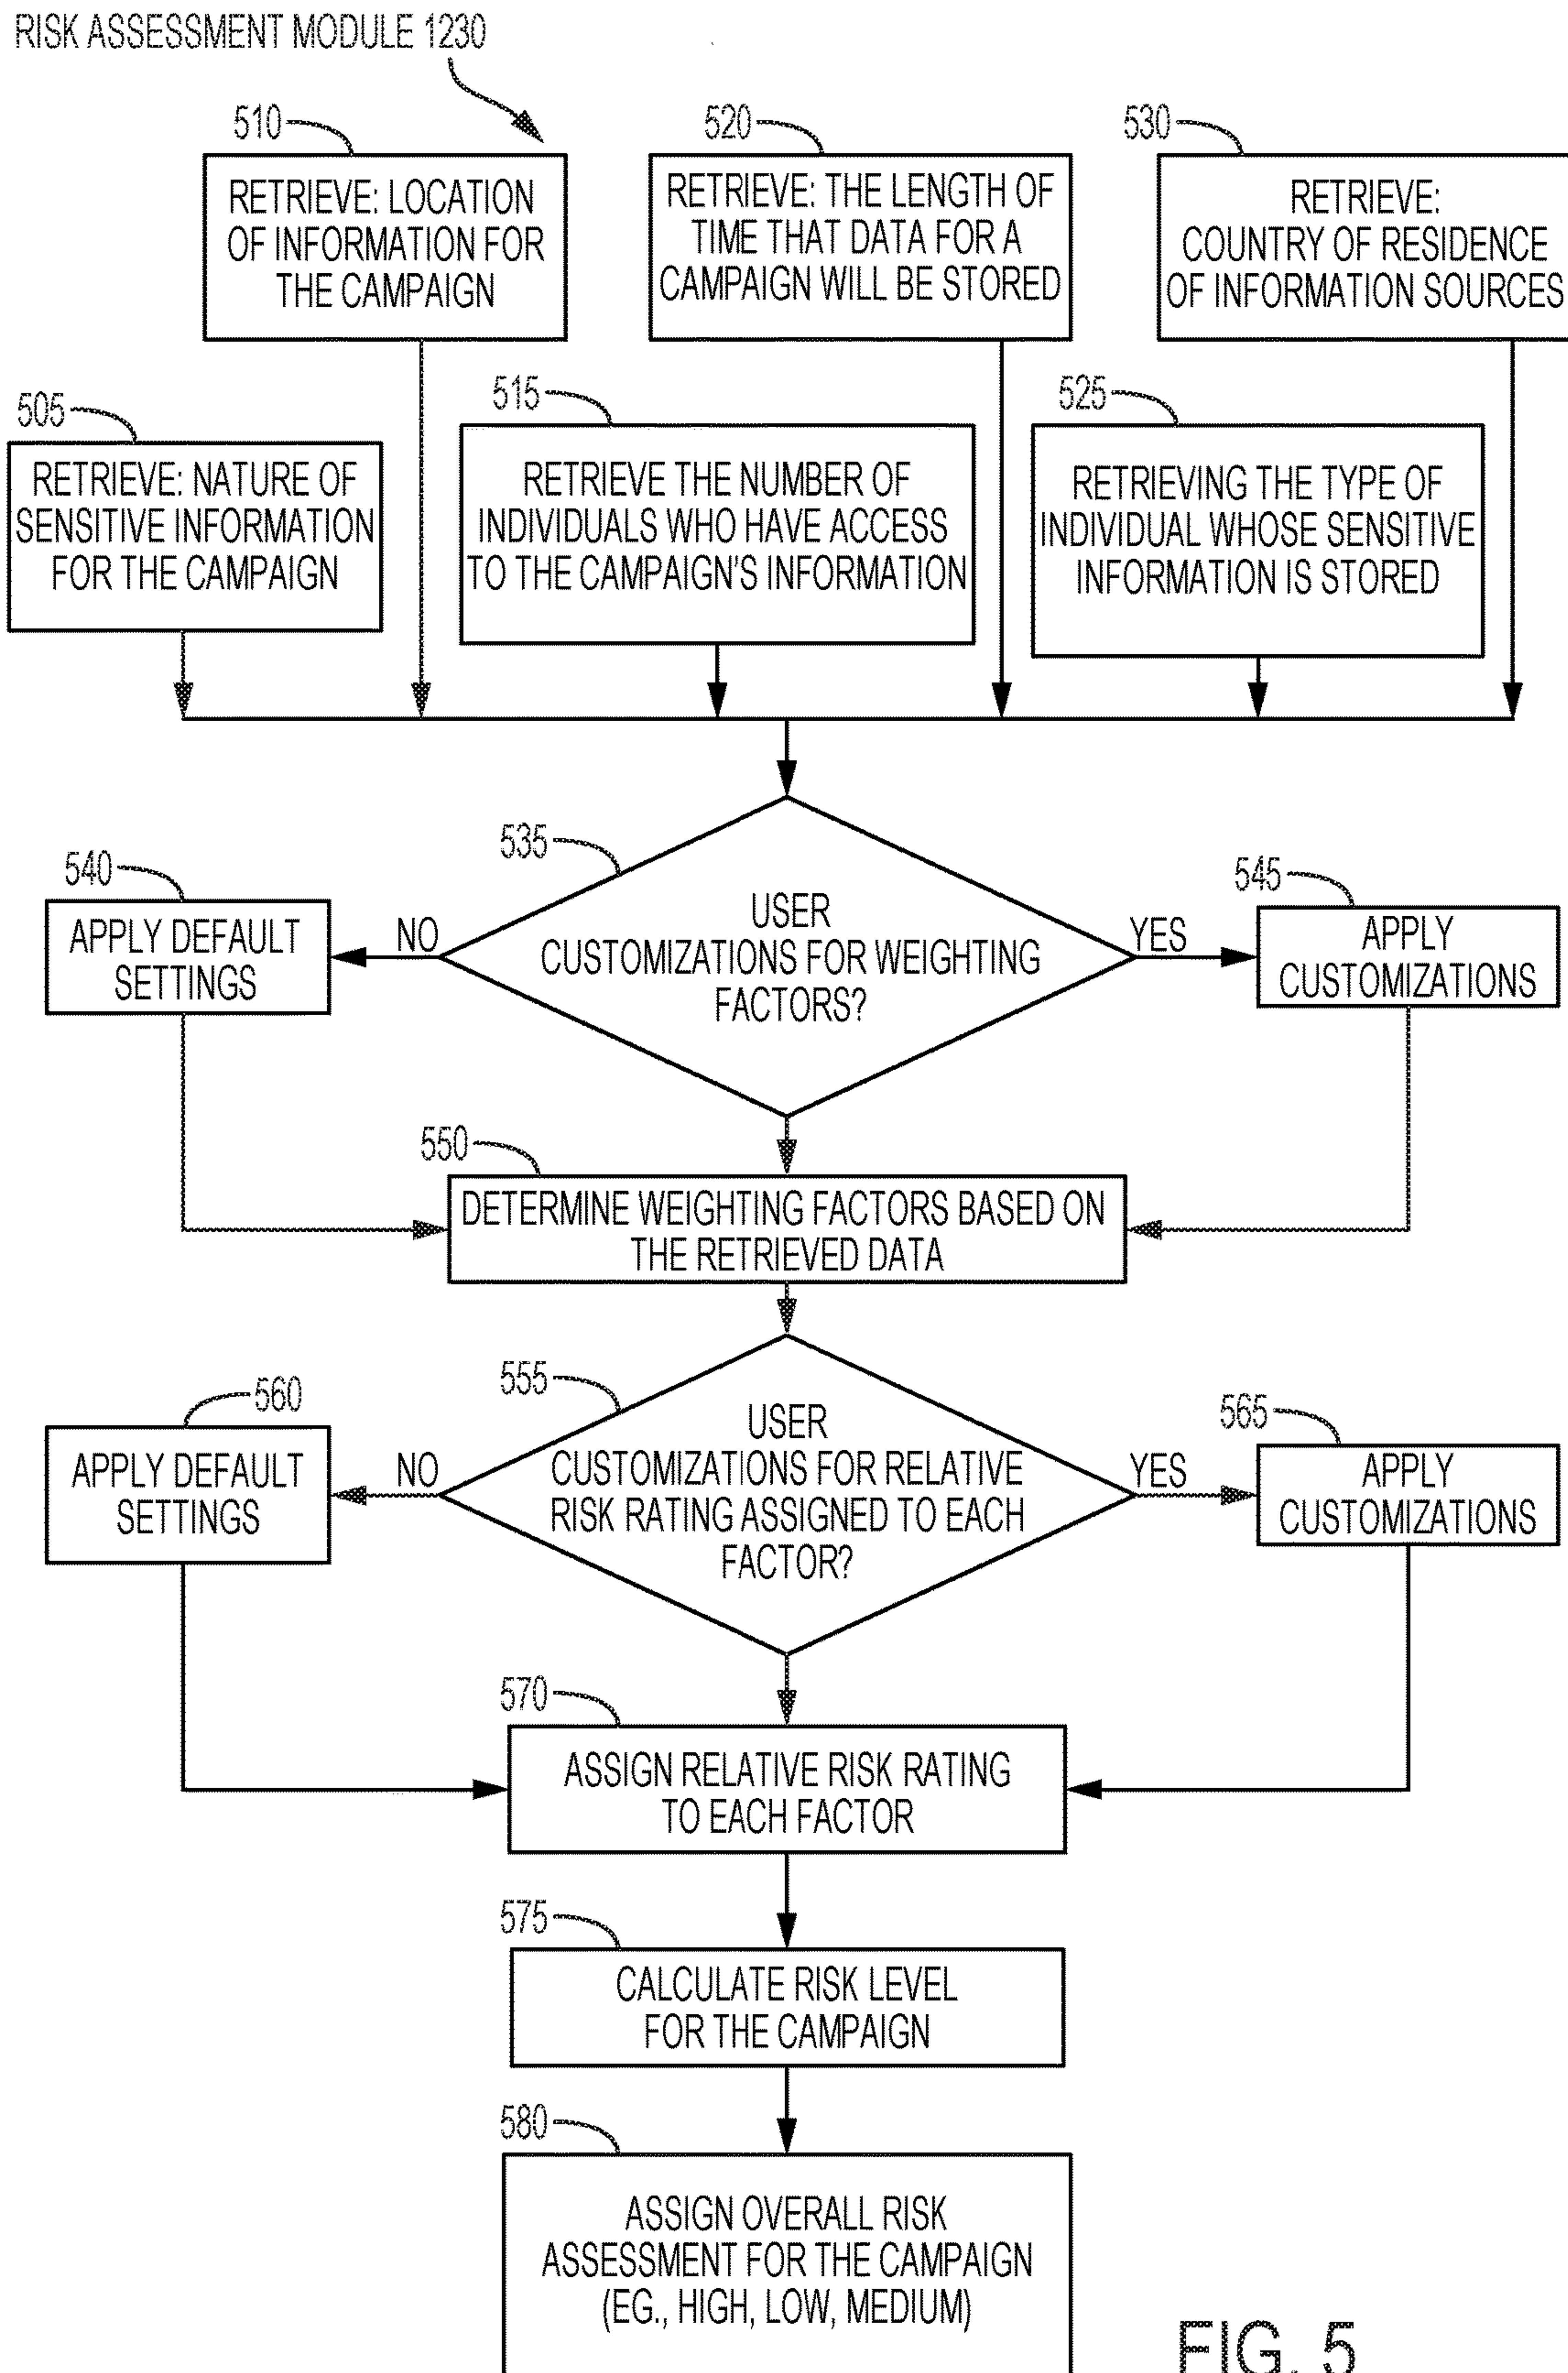 RISK ASSESSMENT MODULE 1230
510
RETRIEVE: LOCATION
OF INFORMATION FOR
THE CAMPAIGN
520
RETRIEVE: THE LENGTH OF
TIME THAT DATA FOR A
CAMPAIGN WILL BE STORED
530
RETRIEVE:
COUNTRY OF RESIDENCE
OF INFORMATION SOURCES
505
RETRIEVE: NATURE OF
SENSITIVE INFORMATION
FOR THE CAMPAIGN
515
RETRIEVE THE NUMBER OF
INDIVIDUALS WHO HAVE ACCESS
TO THE CAMPAIGN'S INFORMATION
525
RETRIEVING THE TYPE OF
INDIVIDUAL WHOSE SENSITIVE
INFORMATION IS STORED
535
USER
CUSTOMIZATIONS FOR WEIGHTING
FACTORS?
NO
540
APPLY DEFAULT
SETTINGS
YES
545
APPLY
CUSTOMIZATIONS
550
DETERMINE WEIGHTING FACTORS BASED ON
THE RETRIEVED DATA
555
USER
CUSTOMIZATIONS FOR RELATIVE
RISK RATING ASSIGNED TO EACH
FACTOR?
NO
560
APPLY DEFAULT
SETTINGS
YES
565
APPLY
CUSTOMIZATIONS
570
ASSIGN RELATIVE RISK RATING
TO EACH FACTOR
575
CALCULATE RISK LEVEL
FOR THE CAMPAIGN
580
ASSIGN OVERALL RISK
ASSESSMENT FOR THE CAMPAIGN
(EG., HIGH, LOW, MEDIUM)
FIG. 5